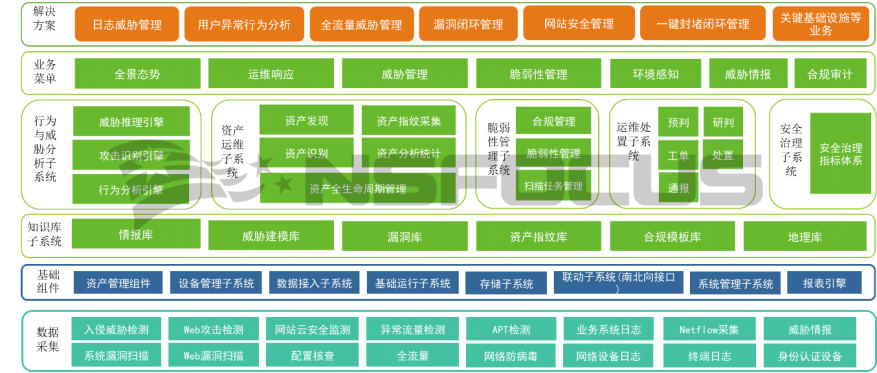 解决
方案
日志威胁管理
用户异常行为分析
全流量威胁管理
漏洞闭环管理
网站安全管理
一键封堵闭环管理
关键基础设施等
业务
业务
菜单
全景态势
运维响应
威胁管理
脆弱性管理
环境感知
威胁情报
合规审计
行为
与威
胁分
析子
系统
威胁推理引擎
攻击识别引擎
行为分析引擎
资产
运维
子系
统
资产发现
资产指纹采集
资产识别
资产分析统计
资产全生命周期管理
脆弱
性管
理子
系统
合规管理
脆弱性管理
扫描任务管理
运维处
置子系
统
预判
研判
工单
处置
通报
安全
治理
子系
统
安全治理
指标体系
NSFOCUS
知识库
子系统
情报库
威胁建模库
漏洞库
资产指纹库
合规模板库
地理库
基础
组件
资产管理组件
设备管理子系统
数据接入子系统
基础运行子系统
存储子系统
联动子系统(南北向接口
)
系统管理子系统
报表引擎
数据
采集
入侵威胁检测
Web攻击检测
网站云安全监测
异常流量检测
APT检测
业务系统日志
Netflow采集
威胁情报
系统漏洞扫描
Web漏洞扫描
配置核查
全流量
网络防病毒
网络设备日志
终端日志
身份认证设备